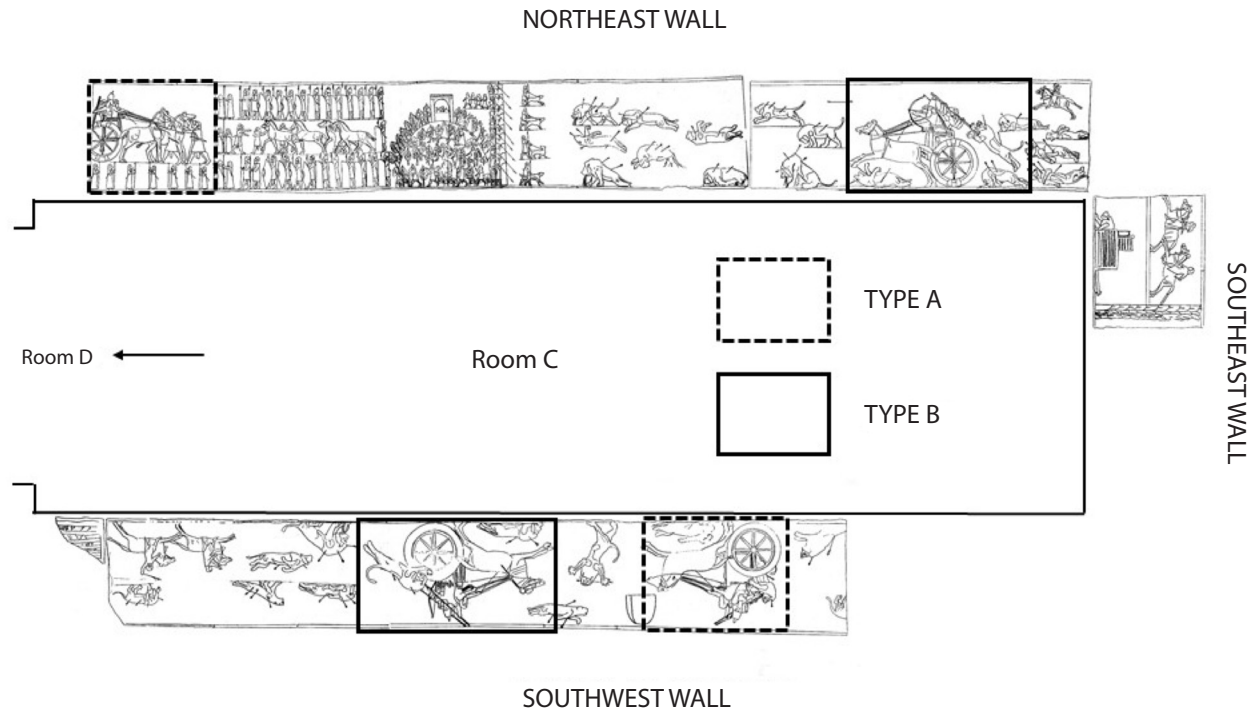 NORTHEAST WALL
TYPE A
Room D
Room C
TYPE B
SOUTHEAST WALL
SOUTHWEST WALL